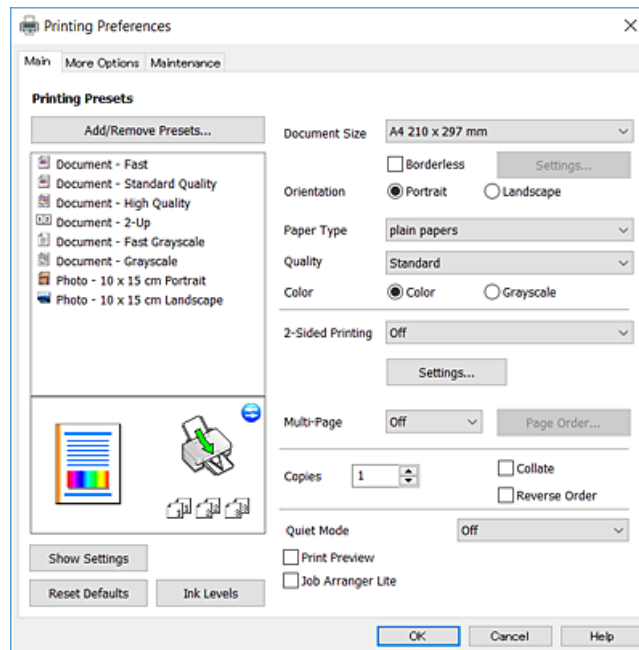 Printing Preferences
Main More Options Maintenance
Printing Presets
Add/Remove Presets...
Document - Fast
Document - Standard Quality
Document - High Quality
Document - 2-Up
Document - Fast Grayscale
Document - Grayscale
Photo - 10 x 15 cm Portrait
Photo - 10 x 15 cm Landscape
Show Settings
Reset Defaults Ink Levels
Document Size A4 210 x 297 mm
Borderless Settings...
Orientation Portrait Landscape
Paper Type plain papers
Quality Standard
Color Color Grayscale
2-Sided Printing Off
Settings...
Multi-Page Off Page Order...
Copies 1 Collate
Reverse Order
Quiet Mode Off
Print Preview
Job Arranger Lite
OK Cancel Help